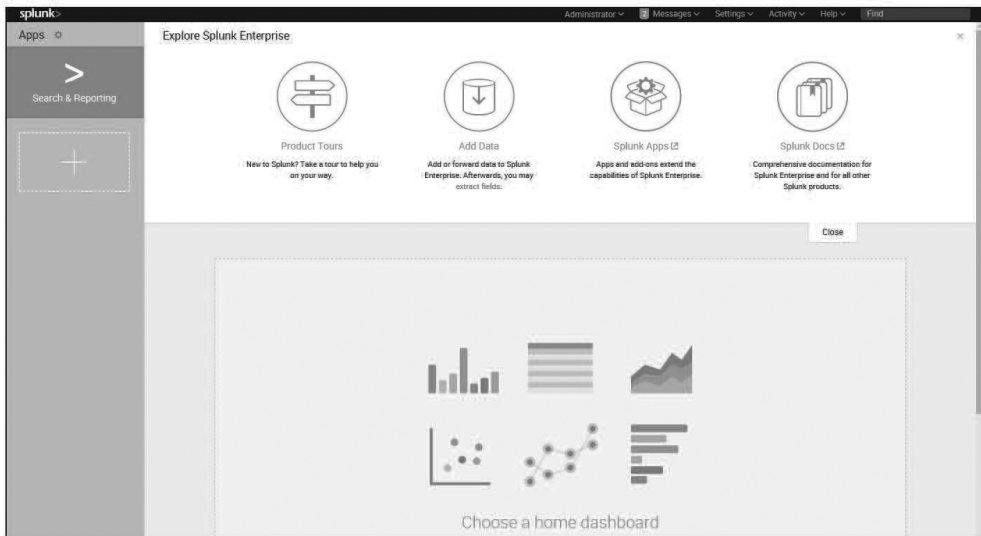 splunk>
Administrator 2 Messages Settings Activity Help Find
Apps
Explore Splunk Enterprise
>
Search & Reporting
Product Tours
New to Splunk? Take a tour to help you
on your way.
Add Data
Add or forward data to Splunk
Enterprise. Afterwards, you may
extract fields.
Splunk Apps
Apps and add-ons extend the
capabilities of Splunk Enterprise.
Splunk Docs
Comprehensive documentation for
Splunk Enterprise and for all other
Splunk products.
Close
Choose a home dashboard